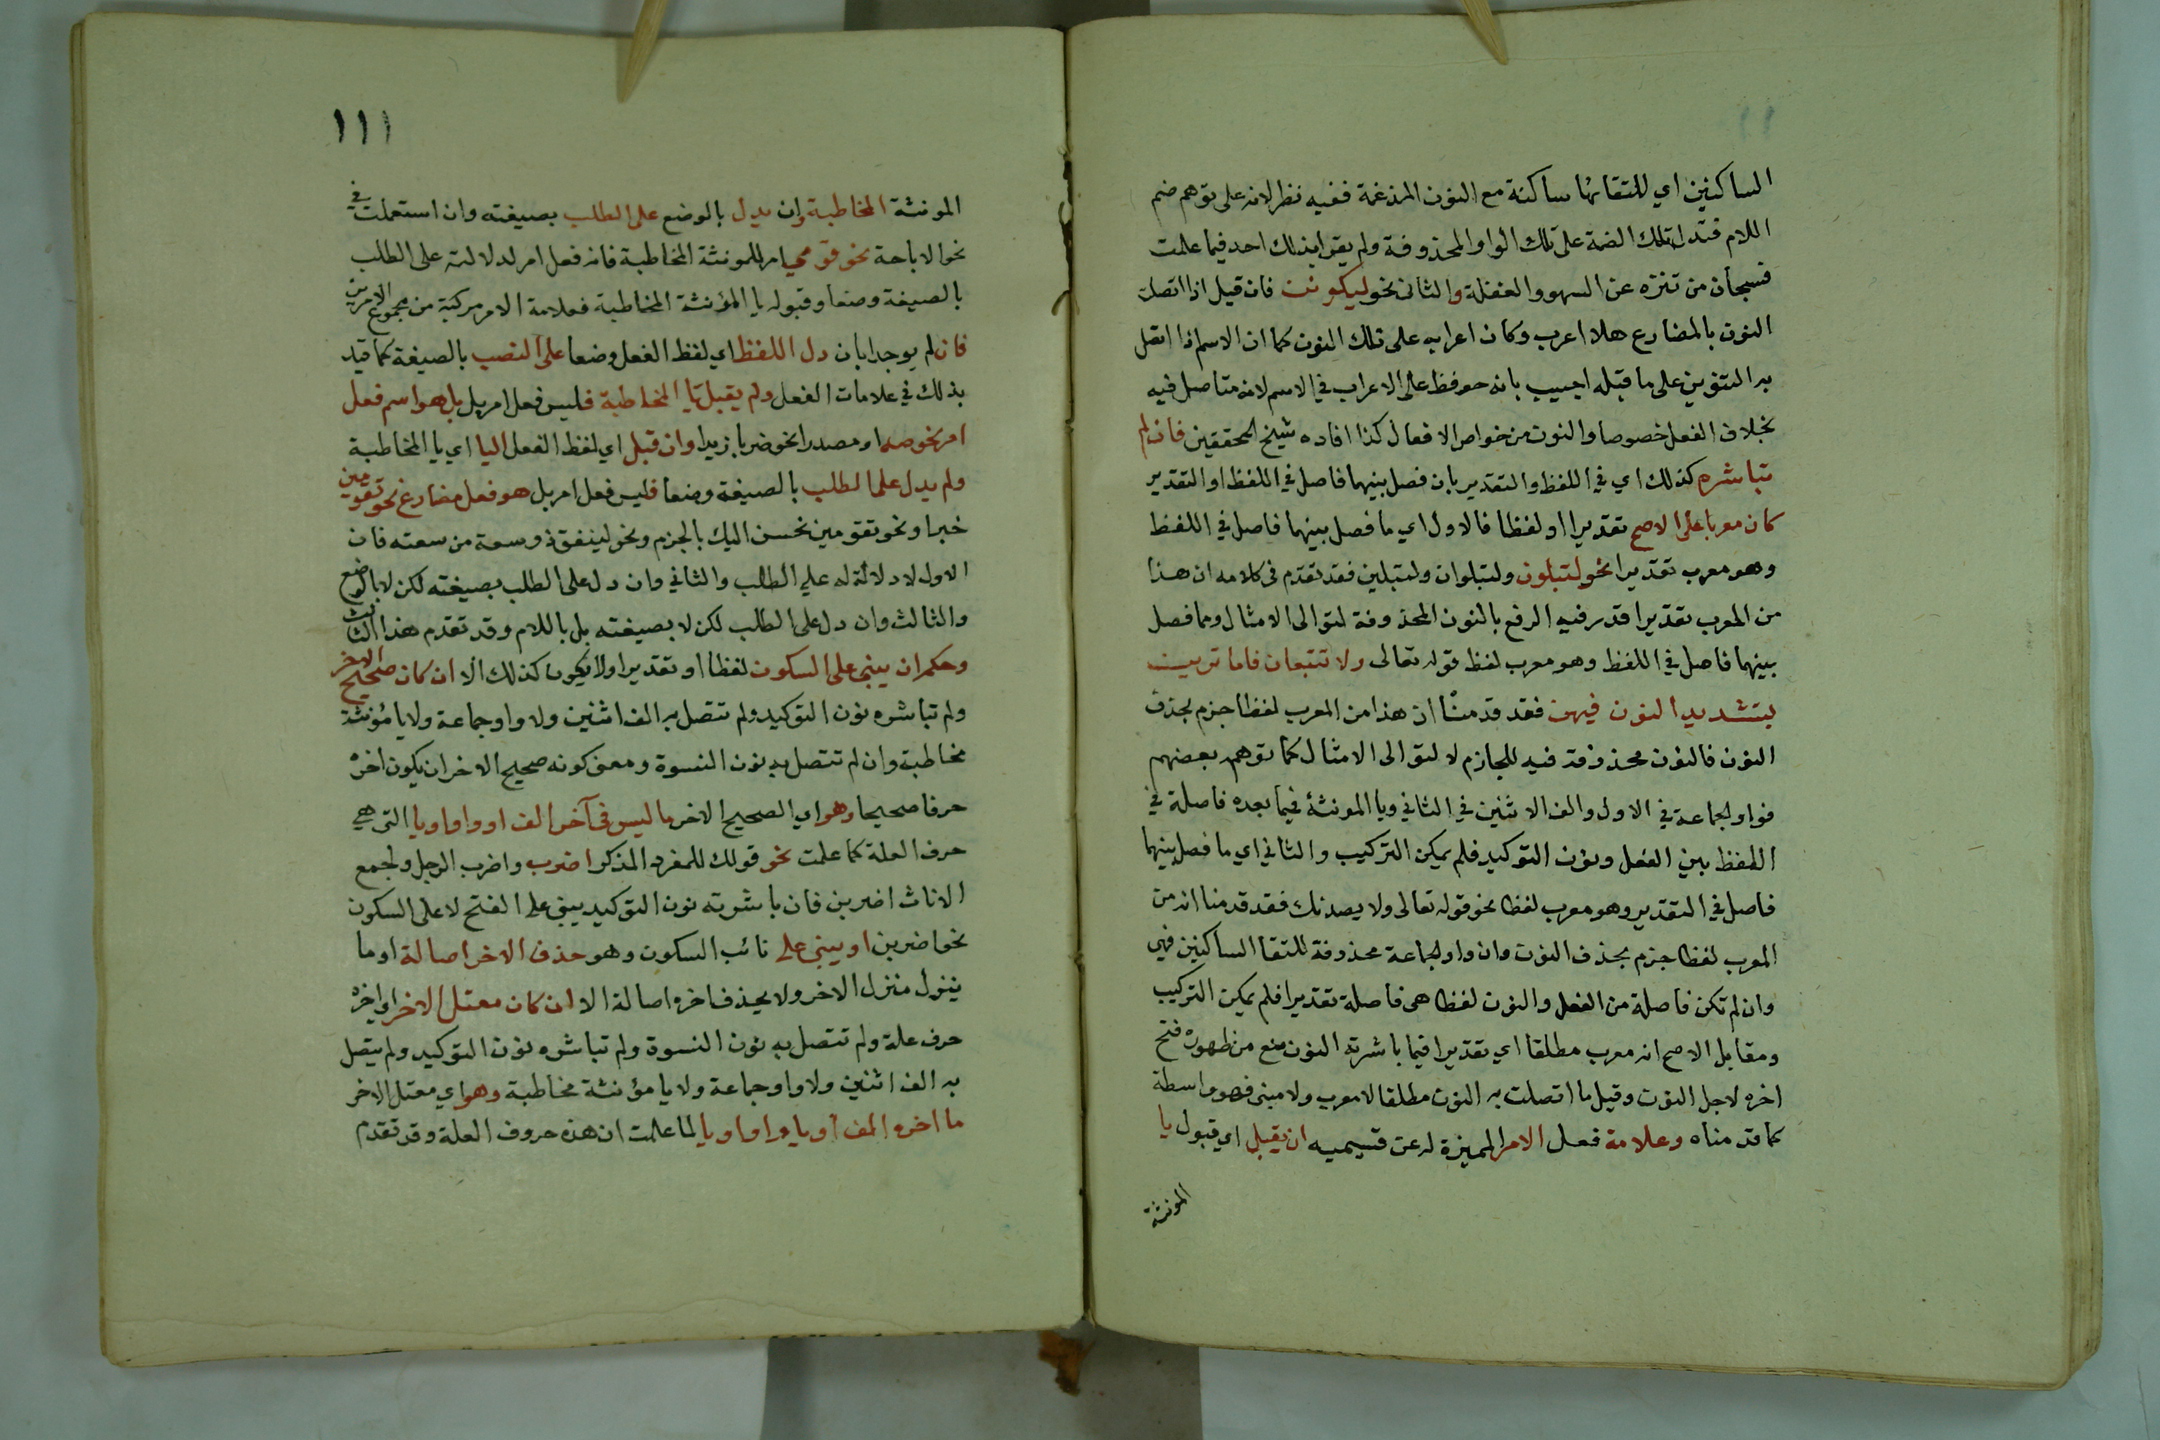 الساكنين اي للتقائها ساكنة مع النون المدغمة ففيه نظر لانه على توهم ضم
اللام فتدل تلك الضمة على تلك الواو المحذوفة ولم يقرا بذلك احد فيما علمت
فسبحان من تنزه عن السهو والغفلة والثاني نحو ليكونن فان قيل اذا اتصلت
النون بالمضارع هلا اعرب وكان اعرابه على تلك النون كما ان الاسم اذا اتصل
به التنوين على ما قبله اجيب بانه حوفظ على الاعراب في الاسم لانه متاصل فيه
بخلاف الفعل خصوصا والنون من خواص الافعال كذا افاده شيخ المحققين فان لم
تباشره كذلك اي في اللفظ والتقدير بان فصل بينهما فاصل في اللفظ او التقدير
كان معربا على الاصح تقديرا او لفظا فالاول اي ما فصل بينهما فاصل في اللفظ
وهو معرب تقديرا نحو لتبلون ولتبلوان ولتبلين فقد تقدم في كلامه ان هذا
من المعرب تقديرا قدر فيه الرفع بالنون المحذوفة لتوالي الامثال ومما فصل
بينهما فاصل في اللفظ وهو معرب لفظ قوله تعالى ولا تتبعان فاما ترين
بتشديد النون فيهن فقد قدمنا ان هذا من المعرب لفظا جزم بحذف
النون فالنون محذوفة فيه للجازم لا لتوالي الامثال كما توهم بعضهم
فواو الجماعة في الاول والف الاثنين في الثاني ويا المونثة فيما بعده فاصلة في
اللفظ بين الفعل ونون التوكيد فلم يمكن التركيب والثاني اي ما فصل بينهما
فاصل في التقدير وهو معرب لفظا نحو قوله تعالى ولا يصدنك فقد قدمنا انه من
المعرب لفظا جزم بحذف النون وان واو الجماعة محذوفة للتقا الساكنين فهي
وان لم تكن فاصلة من الفعل والنون لفظا هي فاصلة تقديرا فلم يمكن التركيب
ومقابل الاصح انه معرب مطلقا اي تقديرا فيما باشرته النون منع من ظهوره فتح
اخره لاجل النون وقيل ما اتصلت به النون مطلقا لا معرب ولا مبني فهو واسطة
كما قدمناه وعلامة فعل الامر المميزة له عن قسيميه ان يقبل اي قبول يا
المونثة
١١١
المونثة المخاطبة وان يدل بالوضع على الطلب بصيغته وان استعملت في
نحو الاباحة نحو قومي امر للمونثة المخاطبة فانه فعل امر لدلالته على الطلب
بالصيغة وضعا وقبوله يا المؤنثة المخاطبة فعلامة الامر مركبة من مجموع الامرين
فان لم يوجدا بان دل اللفظ اي لفظ الفعل وضعا على النصب بالصيغة كما قيد
بذلك في علامات الفعل ولم يقبل يا المخاطبة فليس فعل امر بل بل هو اسم فعل
امر نحو صه او مصدرا نحو ضربا زيدا وان قبل اي لفظ الفعل اليا اي يا المخاطبة
ولم يدل على الطلب بالصيغة وضعا فليس فعل امر بل هو فعل مضارع نحو تقومين
خبرا ونحو تقومين نحسن اليك بالجزم ونحو لينفق ذو سعة من سعته فان
الاول لا دلالة له على الطلب والثاني وان دل على الطلب بصيغته لكن لا بالوضع
والثالث وان دل على الطلب لكن لا بصيغته بل باللام وقد تقدم هذا الثالث
وحكمه ان يبنى على السكون لفظا او تقديرا ولا يكون كذلك الا ان كان صحيح الاخر
ولم تباشره نون التوكيد ولم تتصل به الف اثنين ولا واو جماعة ولا يا مؤنثة
مخاطبة وان لم تتصل به نون النسوة ومعنى كونه صحيح الاخر ان يكون اخره
حرفا صحيحا وهو اي الصحيح الاخر ما ليس في آخر الف او واو او يا التي هي
حرف العلة كما علمت نحو قولك للمفرد المذكر اضرب واضرب الرجل ولجمع
الاناث اضربن فان باشرته نون التوكيد يبنى على الفتح لا على السكون
نحو اضربن او يبنى على نائب السكون وهو حذف الاخر اصالة او ما
ينزل منزل الاخر ولا يحذف اخره اصالة الا ان كان معتل الاخر اي اخره
حرف علة ولم تتصل به نون النسوة ولم تباشره نون التوكيد ولم يتصل
به الف اثنين ولا واو جماعة ولا يا مؤنثة مخاطبة وهو اي معتل الاخر
ما اخره الف او يا واو او يا لما علمت ان هذه حروف العلة وقد تقدم